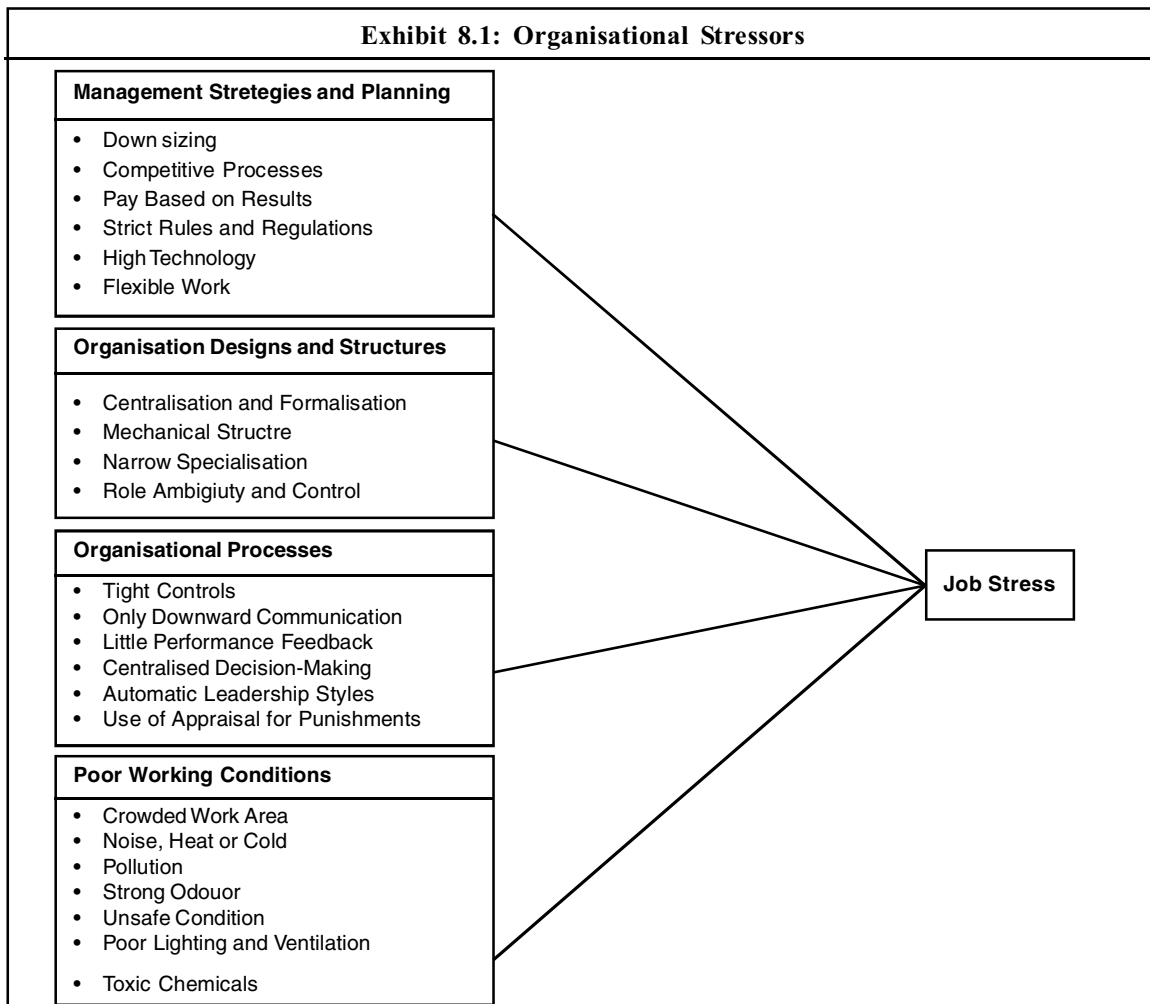 Exhibit 8.1: Organisational Stressors
Management Stretegies and Planning
• Down sizing
• Competitive Processes
• Pay Based on Results
• Strict Rules and Regulations
• High Technology
• Flexible Work
Organisation Designs and Structures
• Centralisation and Formalisation
• Mechanical Structre
• Narrow Specialisation
• Role Ambigiuty and Control
Organisational Processes
• Tight Controls
• Only Downward Communication
• Little Performance Feedback
• Centralised Decision-Making
• Automatic Leadership Styles
• Use of Appraisal for Punishments
Poor Working Conditions
• Crowded Work Area
• Noise, Heat or Cold
• Pollution
• Strong Odouor
• Unsafe Condition
• Poor Lighting and Ventilation
• Toxic Chemicals
Job Stress